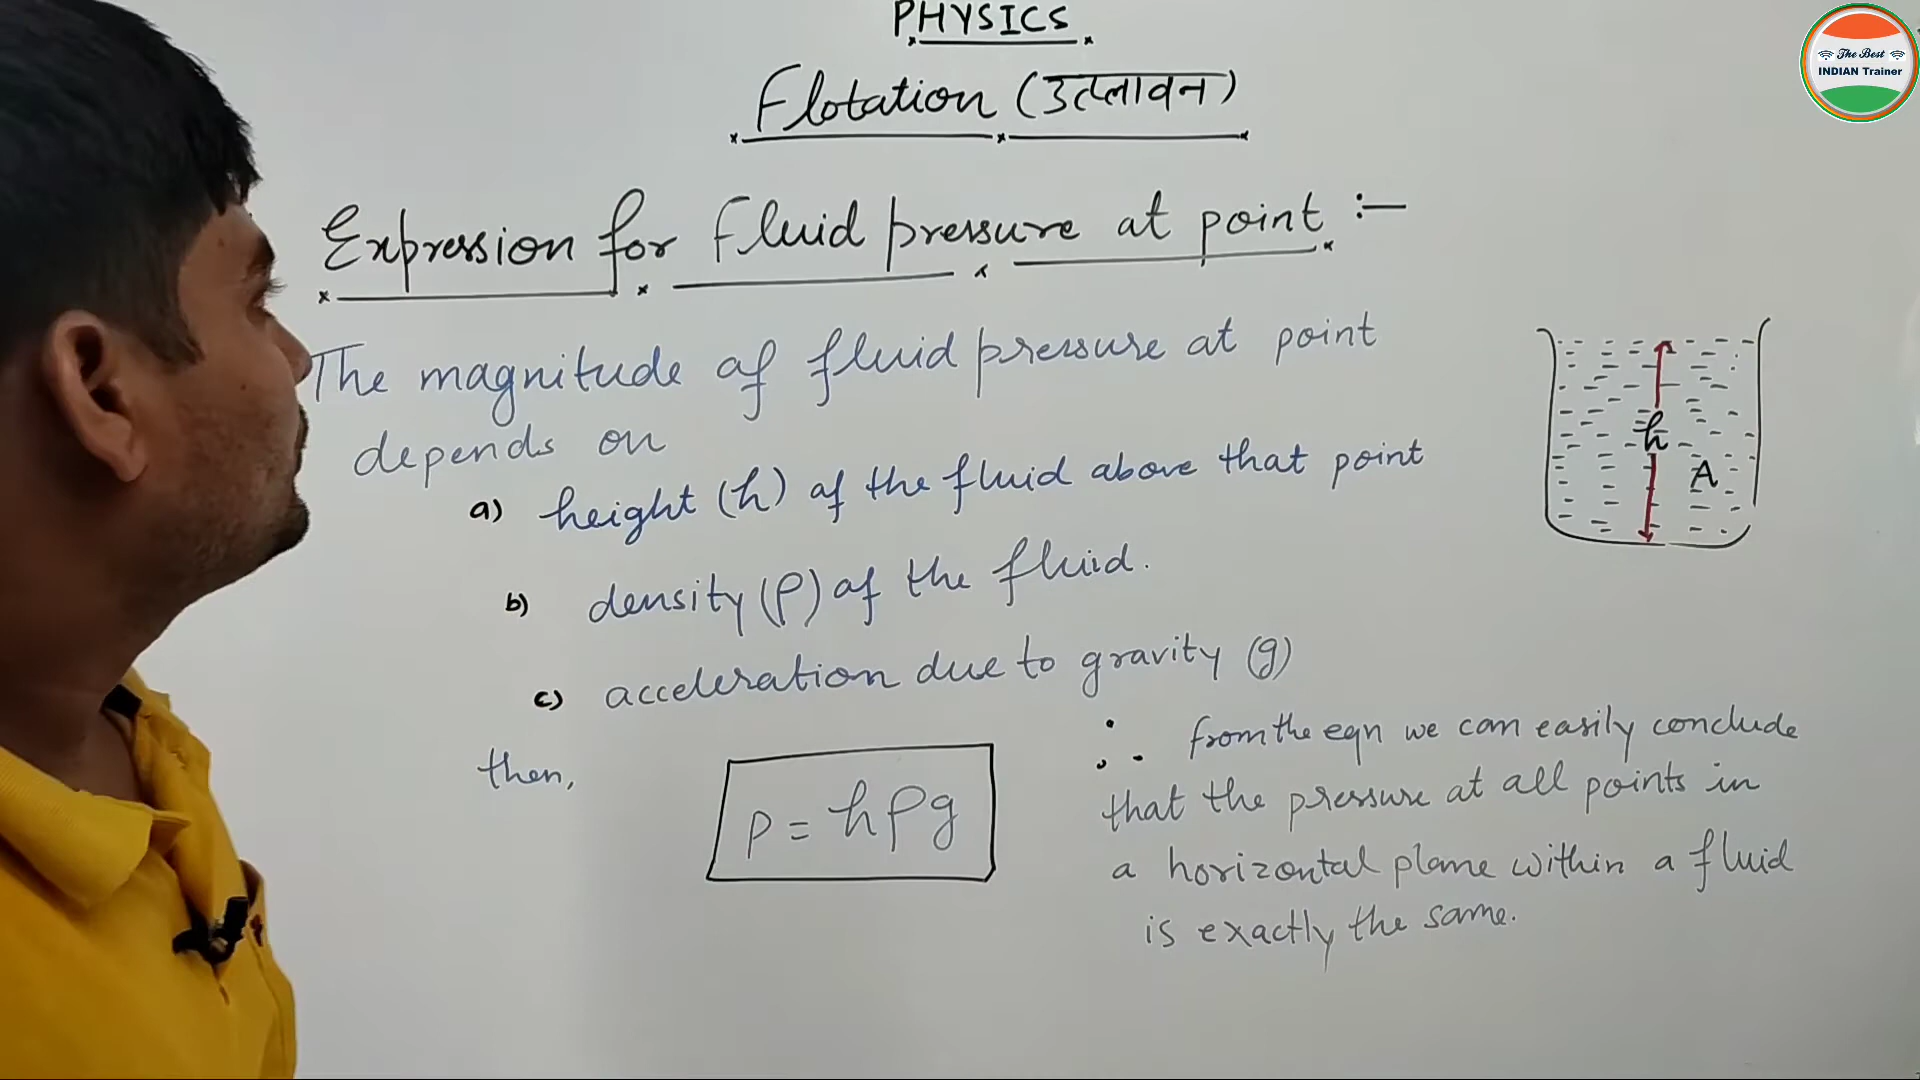 PHYSICS
Flotation (उत्लावन)
Expression for fluid pressure at point :-
The magnitude of fluid pressure at point
depends on
a) height (h) of the fluid above that point
b) density (ρ) of the fluid.
c) acceleration due to gravity (g)
then,
p = hρg
∴ from the eqn we can easily conclude
that the pressure at all points in
a horizontal plane within a fluid
is exactly the same.
h
A
The Best
INDIAN Trainer